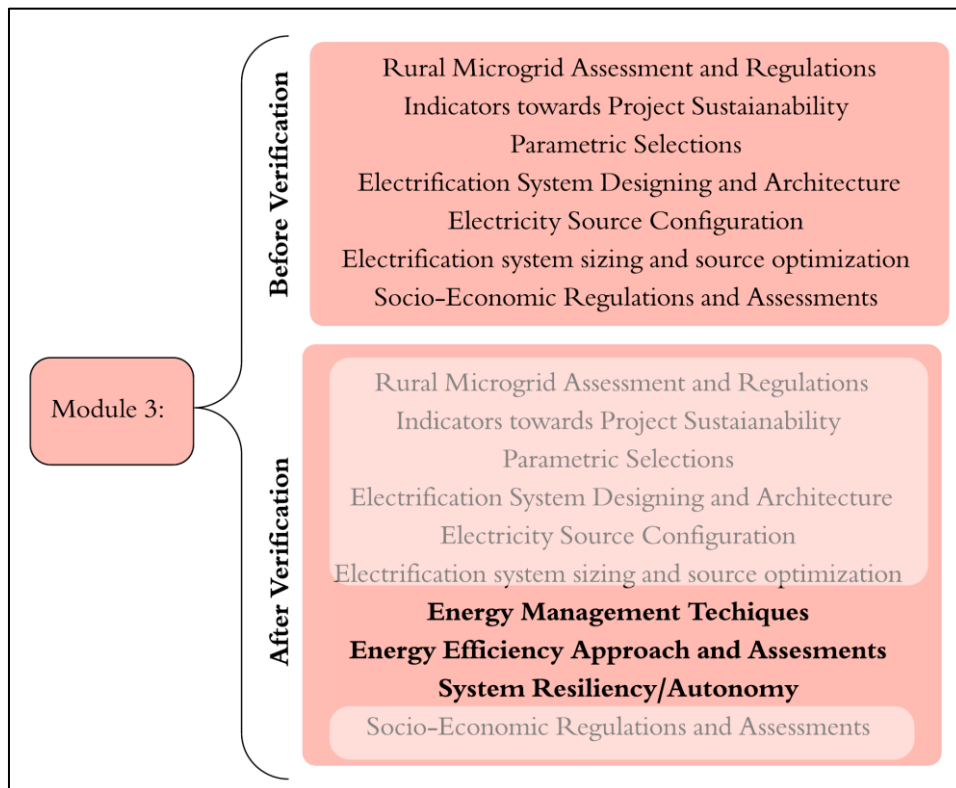 Module 3:
Before Verification
Rural Microgrid Assessment and Regulations
Indicators towards Project Sustaianability
Parametric Selections
Electrification System Designing and Architecture
Electricity Source Configuration
Electrification system sizing and source optimization
Socio-Economic Regulations and Assessments
After Verification
Rural Microgrid Assessment and Regulations
Indicators towards Project Sustaianability
Parametric Selections
Electrification System Designing and Architecture
Electricity Source Configuration
Electrification system sizing and source optimization
Energy Management Techiques
Energy Efficiency Approach and Assesments
System Resiliency/Autonomy
Socio-Economic Regulations and Assessments